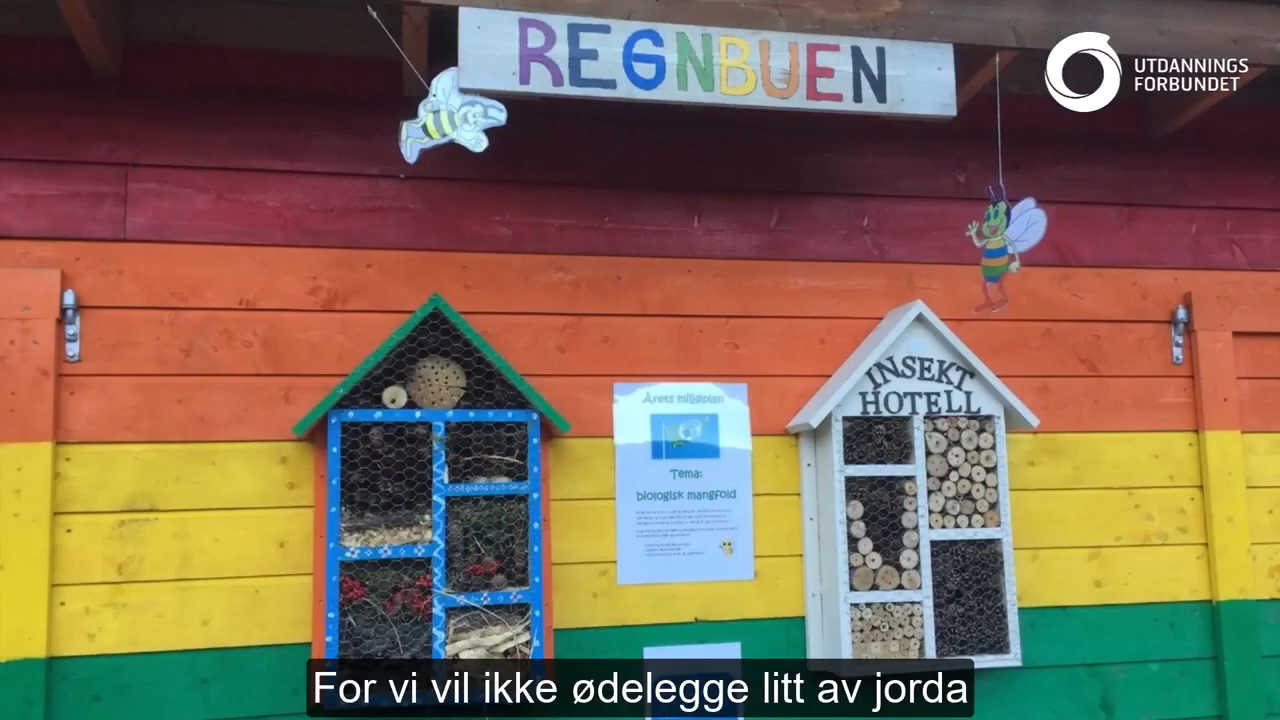 REGNBUEN
UTDANNINGS
FORBUNDET
INSEKT
HOTELL
Årets miljøplan
Tema:
biologisk mangfold
For vi vil ikke ødelegge litt av jorda